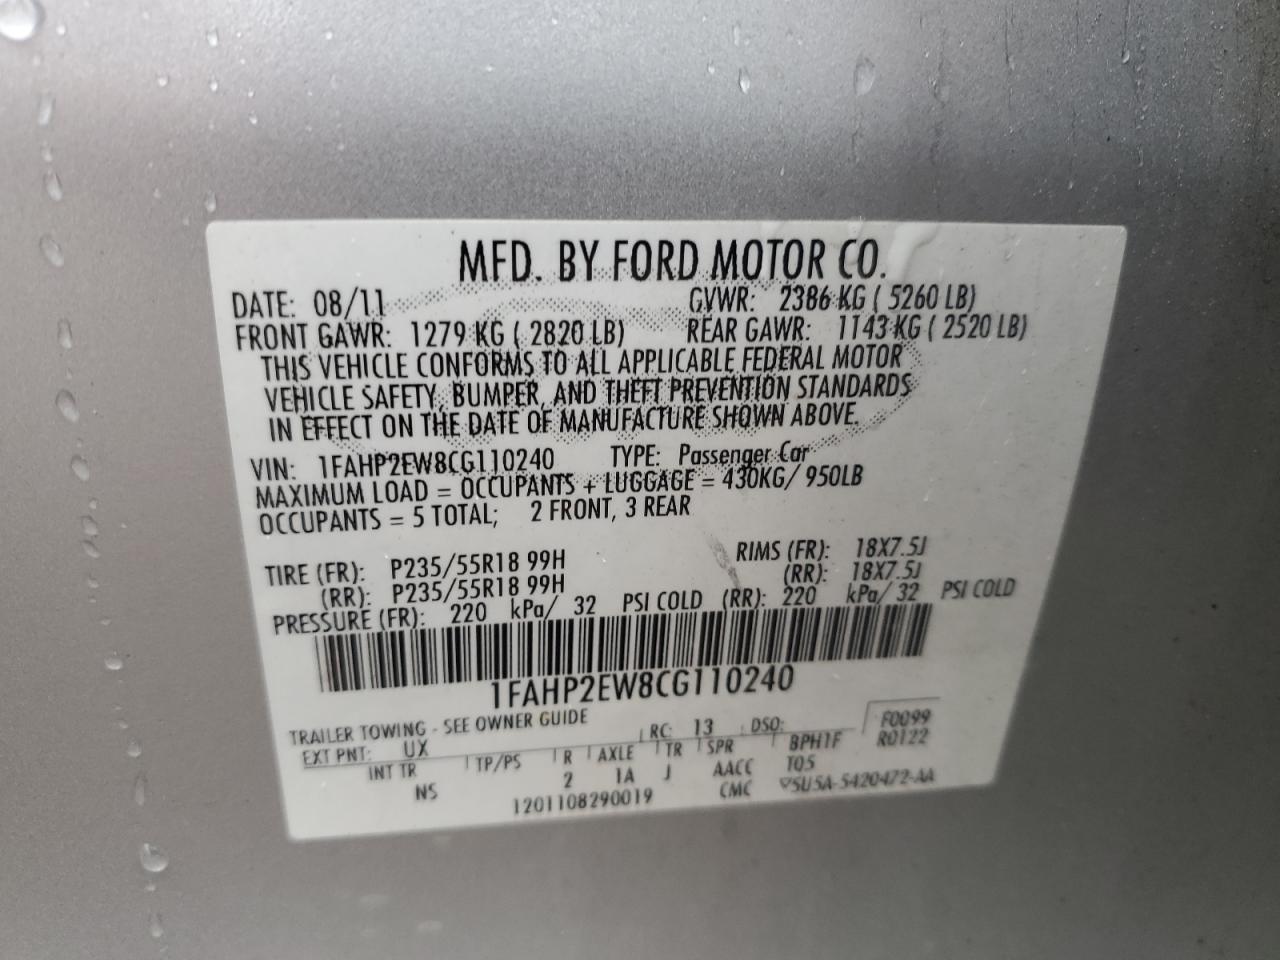 MFD. BY FORD MOTOR CO.
DATE: 08/11 GVWR: 2386 KG ( 5260 LB)
FRONT GAWR: 1279 KG ( 2820 LB) REAR GAWR: 1143 KG ( 2520 LB)
THIS VEHICLE CONFORMS TO ALL APPLICABLE FEDERAL MOTOR
VEHICLE SAFETY, BUMPER, AND THEFT PREVENTION STANDARDS
IN EFFECT ON THE DATE OF MANUFACTURE SHOWN ABOVE.
VIN: 1FAHP2EW8CG110240 TYPE: Passenger Car
MAXIMUM LOAD = OCCUPANTS + LUGGAGE = 430KG/ 950LB
OCCUPANTS = 5 TOTAL; 2 FRONT, 3 REAR
TIRE (FR): P235/55R18 99H RIMS (FR): 18X7.5J
(RR): P235/55R18 99H (RR): 18X7.5J
PRESSURE (FR): 220 kPa/ 32 PSI COLD (RR): 220 kPa/ 32 PSI COLD
1FAHP2EW8CG110240
TRAILER TOWING - SEE OWNER GUIDE
EXT PNT: UX RC: 13 DSO: F0099
INT TR TP/PS R AXLE TR SPR BPH1F R0122
NS 2 1A J AACC TQ5
1201108290019 CMC 5U5A-5420472-AA